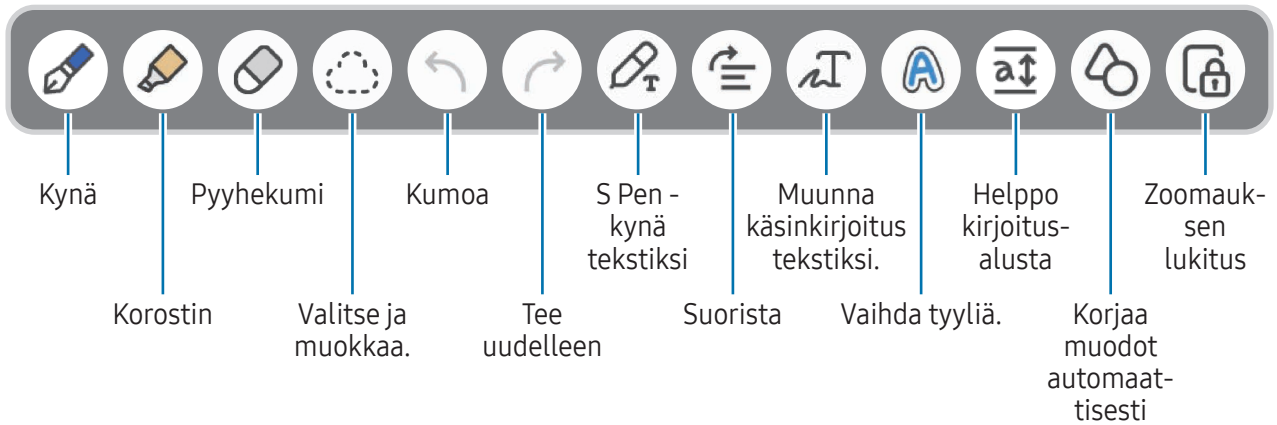 Kynä
Pyyhekumi
Kumoa
S Pen -
kynä
tekstiksi
Muunna
käsinkirjoitus
tekstiksi.
Helppo
kirjoitus-
alusta
Zoomauk-
sen
lukitus
Korostin
Valitse ja
muokkaa.
Tee
uudelleen
Suorista
Vaihda tyyliä.
Korjaa
muodot
automaat-
tisesti